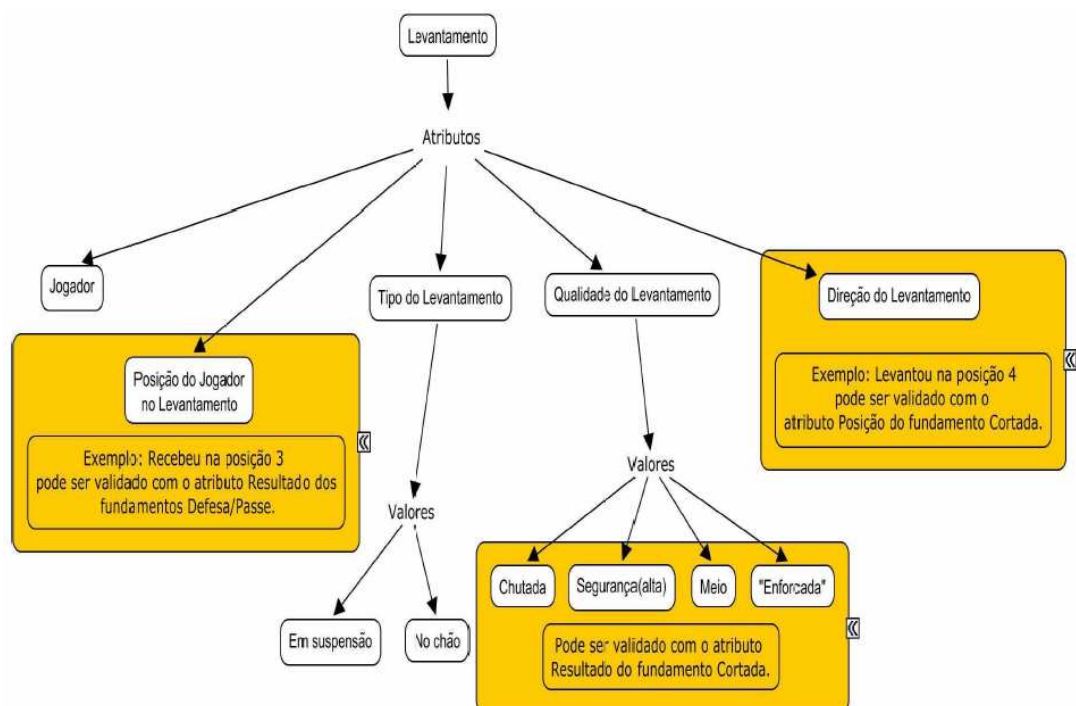 Levantamento
Atributos
Jogador
Tipo do Levantamento
Qualidade do Levantamento
Direção do Levantamento
Posição do Jogador
no Levantamento
Exemplo: Levantou na posição 4
pode ser validado com o
atributo Posição do fundamento Cortada.
Exemplo: Recebeu na posição 3
pode ser validado com o atributo Resultado dos
fundamentos Defesa/Passe.
Valores
Valores
Chutada
Segurança(alta)
Meio
"Enforcada"
Em suspensão
No chão
Pode ser validado com o atributo
Resultado do fundamento Cortada.